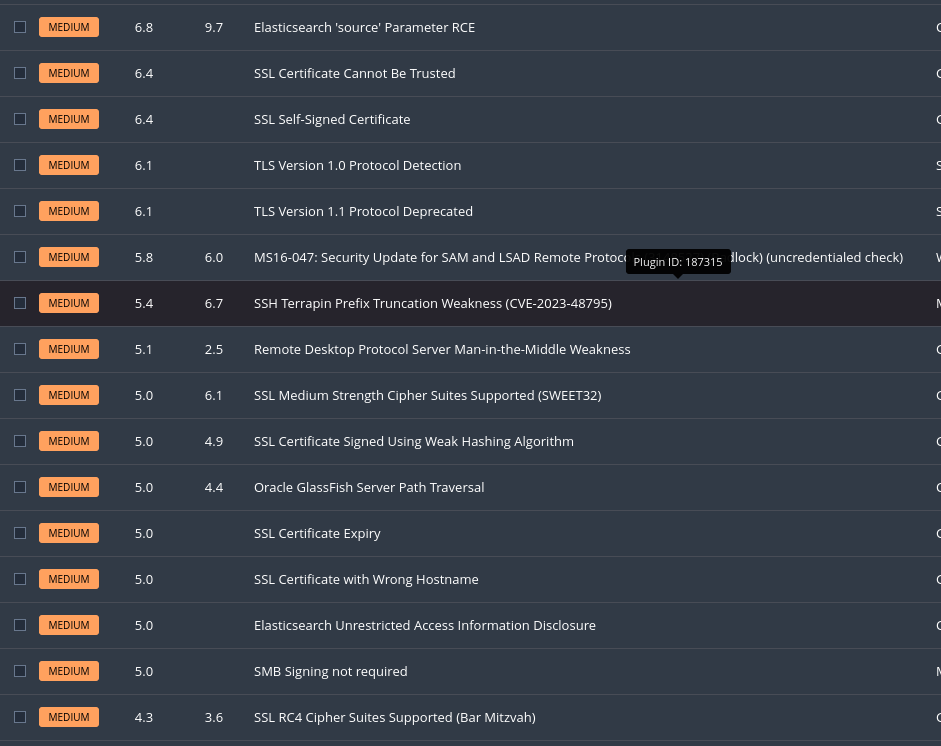 MEDIUM 6.8 9.7 Elasticsearch 'source' Parameter RCE
MEDIUM 6.4 SSL Certificate Cannot Be Trusted
MEDIUM 6.4 SSL Self-Signed Certificate
MEDIUM 6.1 TLS Version 1.0 Protocol Detection
MEDIUM 6.1 TLS Version 1.1 Protocol Deprecated
MEDIUM 5.8 6.0 MS16-047: Security Update for SAM and LSAD Remote Protoco dlock) (uncredentialed check)
Plugin ID: 187315
MEDIUM 5.4 6.7 SSH Terrapin Prefix Truncation Weakness (CVE-2023-48795)
MEDIUM 5.1 2.5 Remote Desktop Protocol Server Man-in-the-Middle Weakness
MEDIUM 5.0 6.1 SSL Medium Strength Cipher Suites Supported (SWEET32)
MEDIUM 5.0 4.9 SSL Certificate Signed Using Weak Hashing Algorithm
MEDIUM 5.0 4.4 Oracle GlassFish Server Path Traversal
MEDIUM 5.0 SSL Certificate Expiry
MEDIUM 5.0 SSL Certificate with Wrong Hostname
MEDIUM 5.0 Elasticsearch Unrestricted Access Information Disclosure
MEDIUM 5.0 SMB Signing not required
MEDIUM 4.3 3.6 SSL RC4 Cipher Suites Supported (Bar Mitzvah)